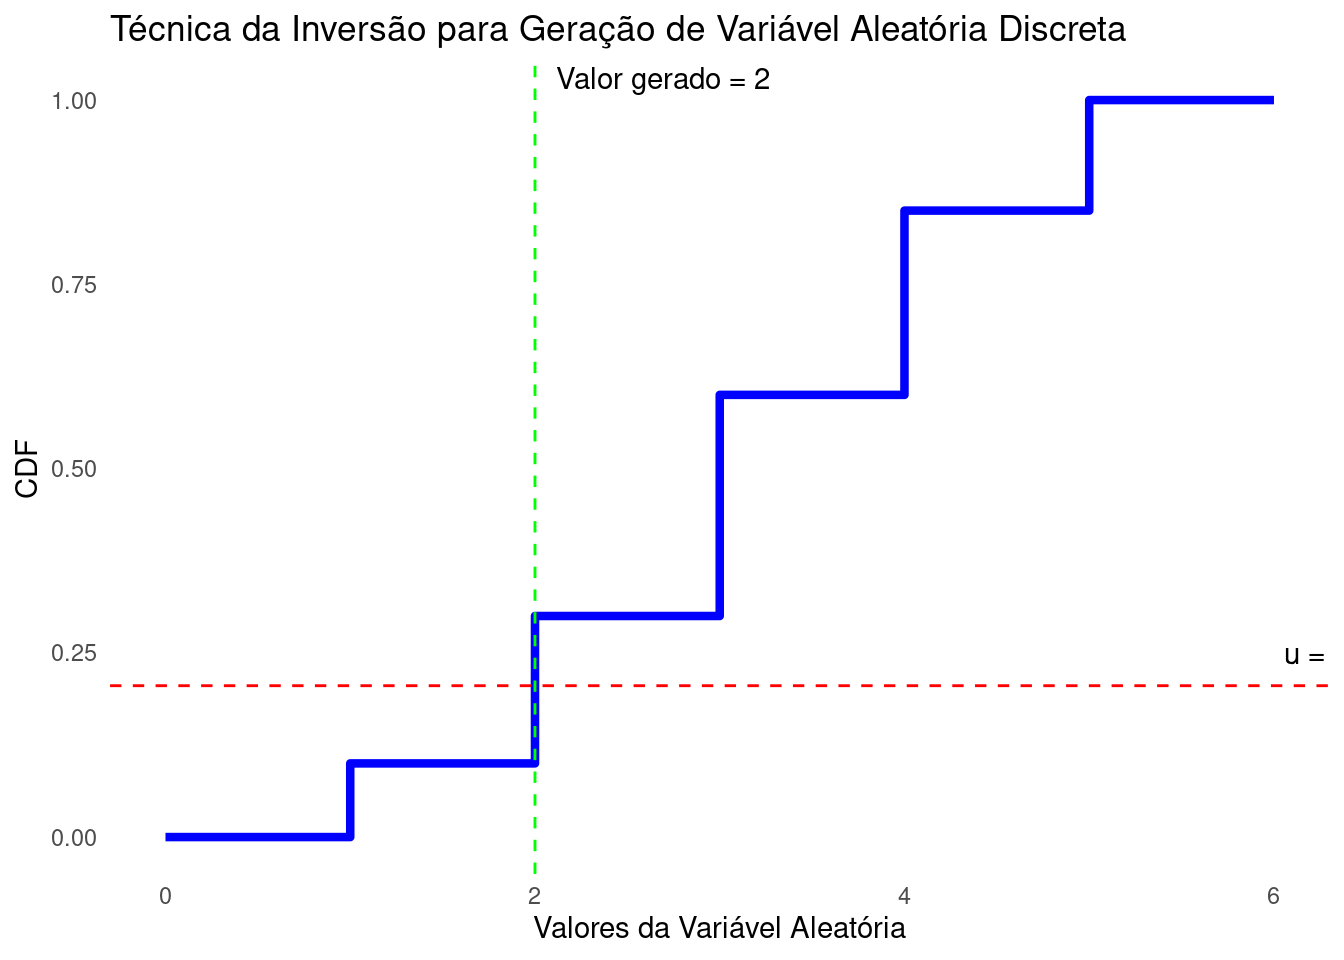 Técnica da Inversão para Geração de Variável Aleatória Discreta
Valor gerado = 2
1.00
0.75
0.50
0.25
0.00
CDF
u =
0
2
4
6
Valores da Variável Aleatória